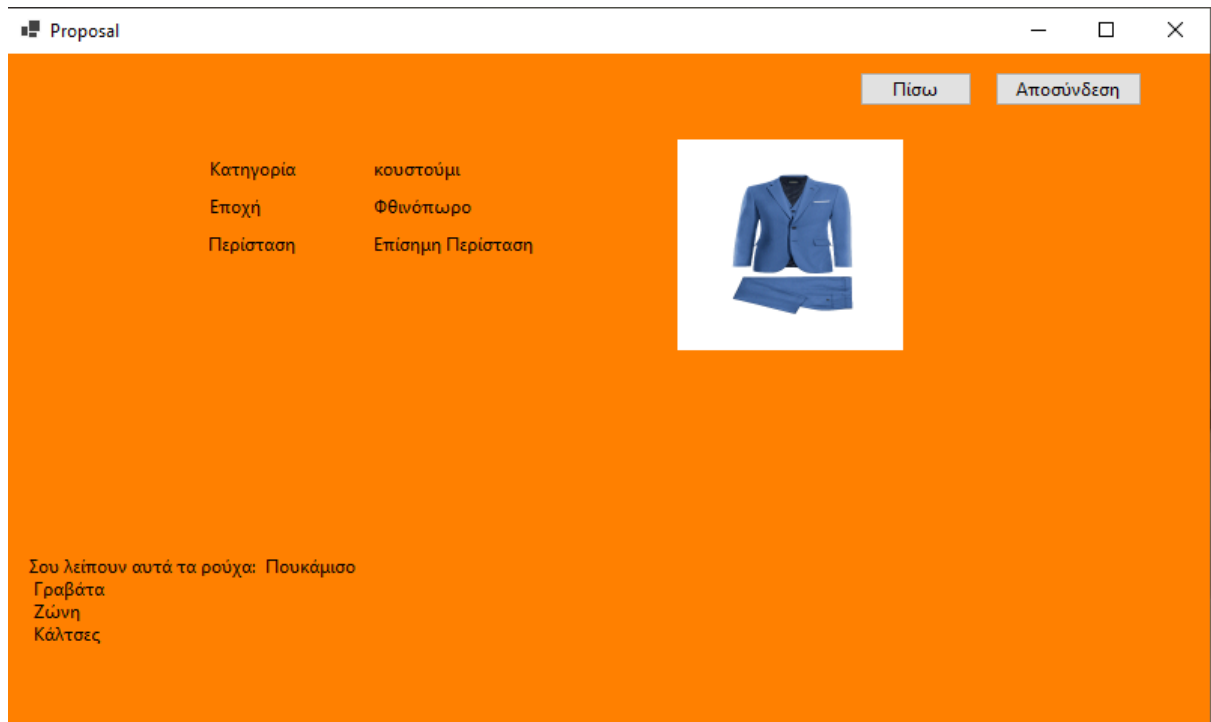 Proposal
Πίσω Αποσύνδεση
Κατηγορία κουστούμι
Εποχή Φθινόπωρο
Περίσταση Επίσημη Περίσταση
Σου λείπουν αυτά τα ρούχα: Πουκάμισο
Γραβάτα
Ζώνη
Κάλτσες